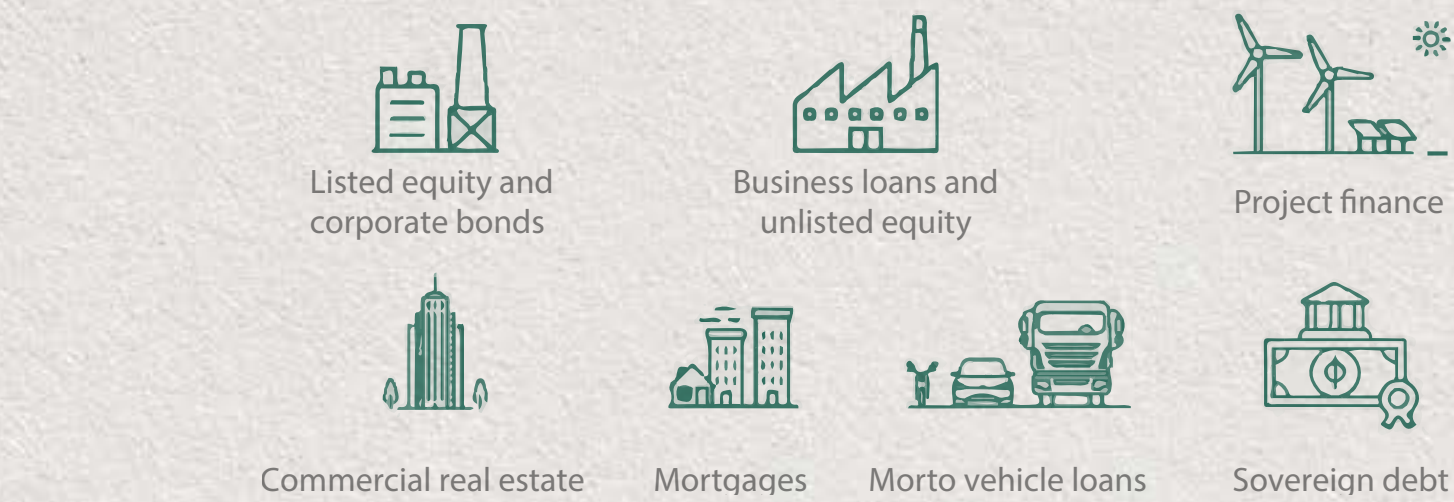 Listed equity and
corporate bonds
Business loans and
unlisted equity
Project finance
Commercial real estate
Mortgages
Morto vehicle loans
Sovereign debt